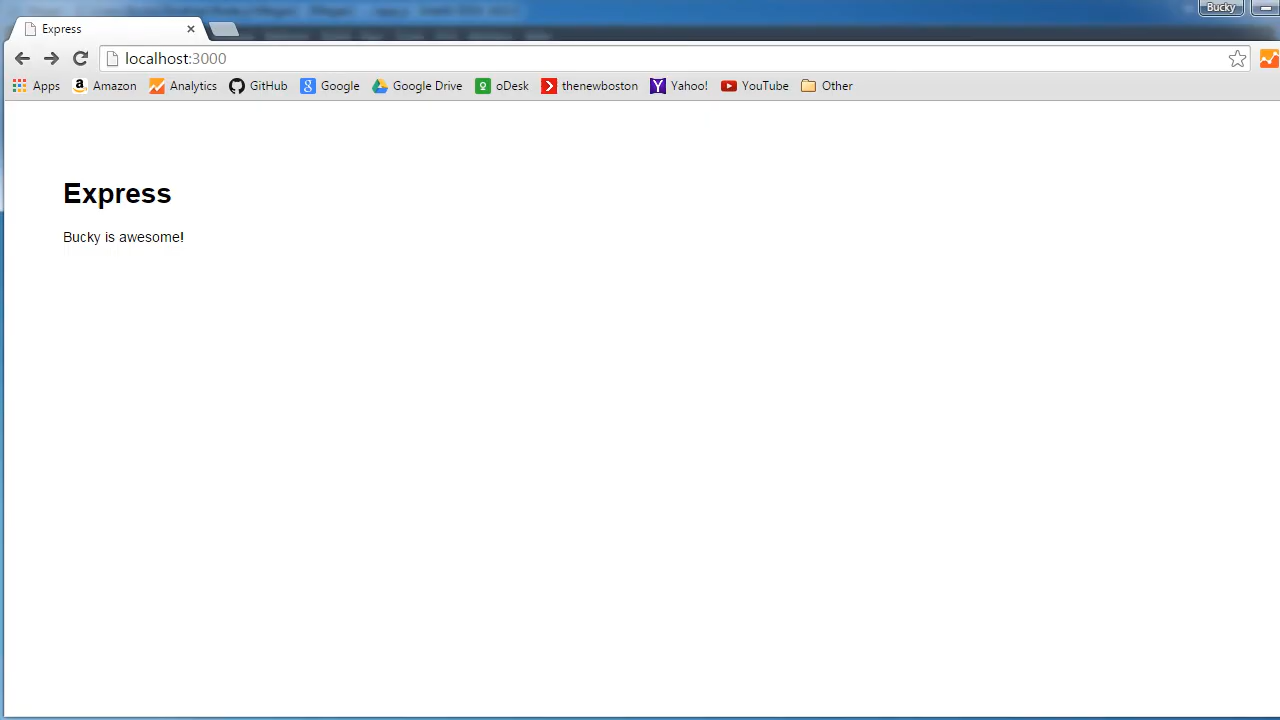 Bucky
Express
localhost:3000
Apps Amazon Analytics GitHub Google Google Drive oDesk thenewboston Yahoo! YouTube Other
Express
Bucky is awesome!